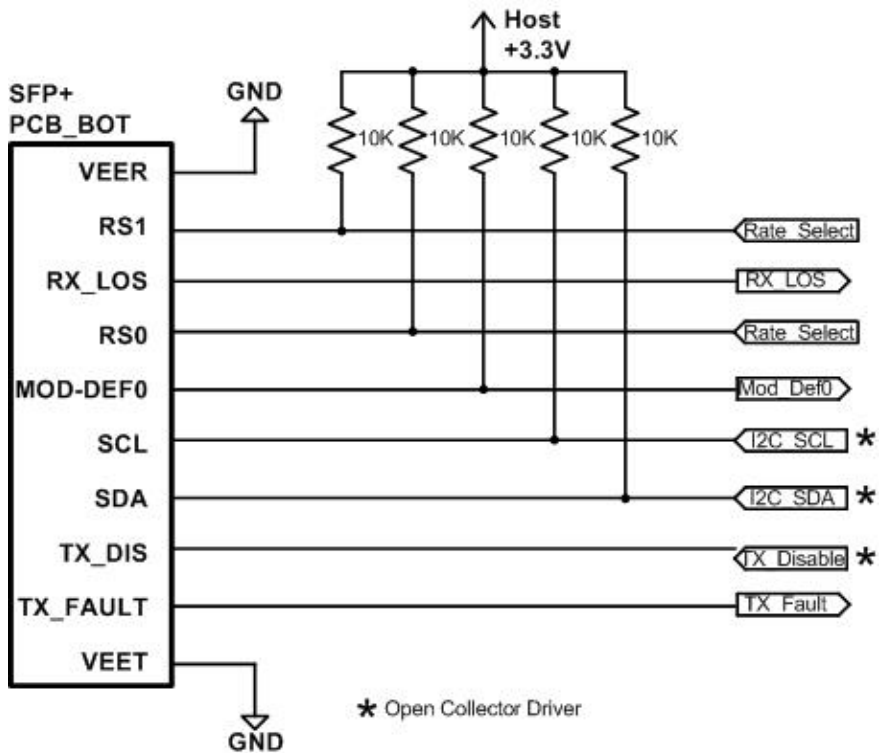 Host
+3.3V
SFP+
PCB_BOT
GND
10K
10K
10K
10K
10K
VEER
RS1
Rate_Select
RX_LOS
RX_LOS
RS0
Rate_Select
MOD-DEF0
Mod_Def0
SCL
I2C_SCL *
SDA
I2C_SDA *
TX_DIS
TX_Disable *
TX_FAULT
TX_Fault
VEET
* Open Collector Driver
GND